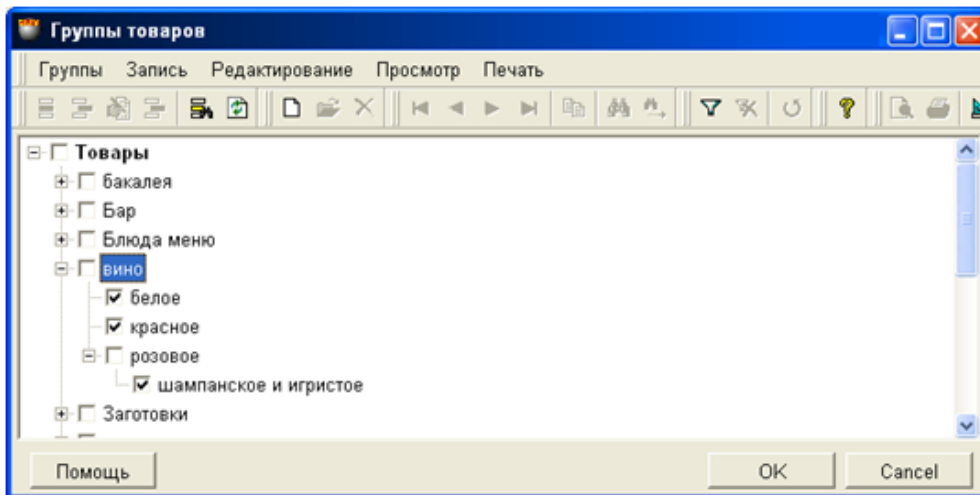 Группы товаров
Группы Запись Редактирование Просмотр Печать
Товары
бакалея
Бар
Блюда меню
вино
белое
красное
розовое
шампанское и игристое
Заготовки
Помощь OK Cancel